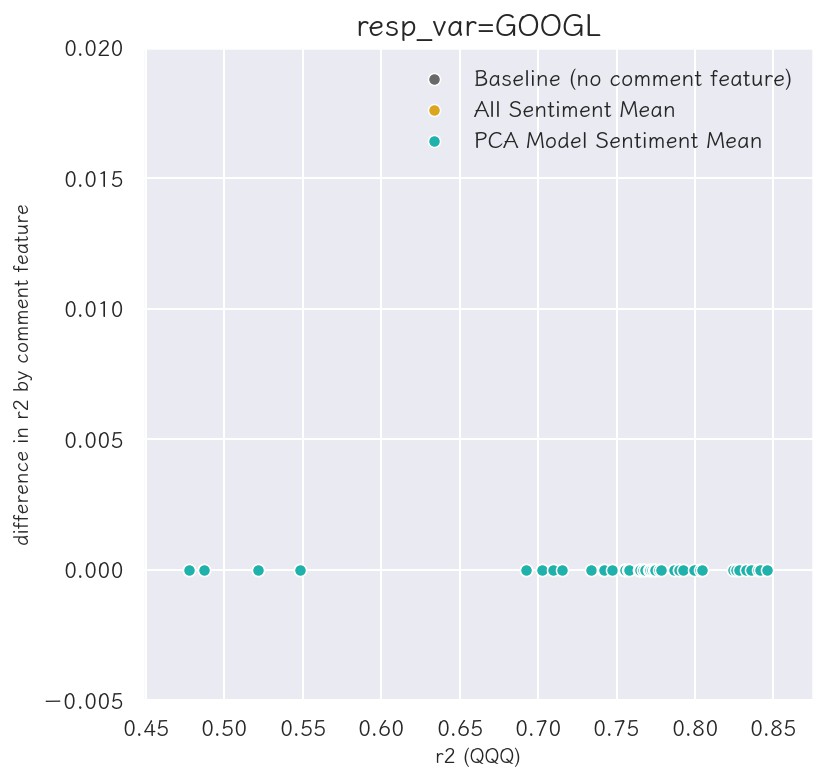 resp_var=GOOGL
0.020
0.015
0.010
0.005
0.000
−0.005
difference in r2 by comment feature
Baseline (no comment feature)
All Sentiment Mean
PCA Model Sentiment Mean
0.45 0.50 0.55 0.60 0.65 0.70 0.75 0.80 0.85
r2 (QQQ)